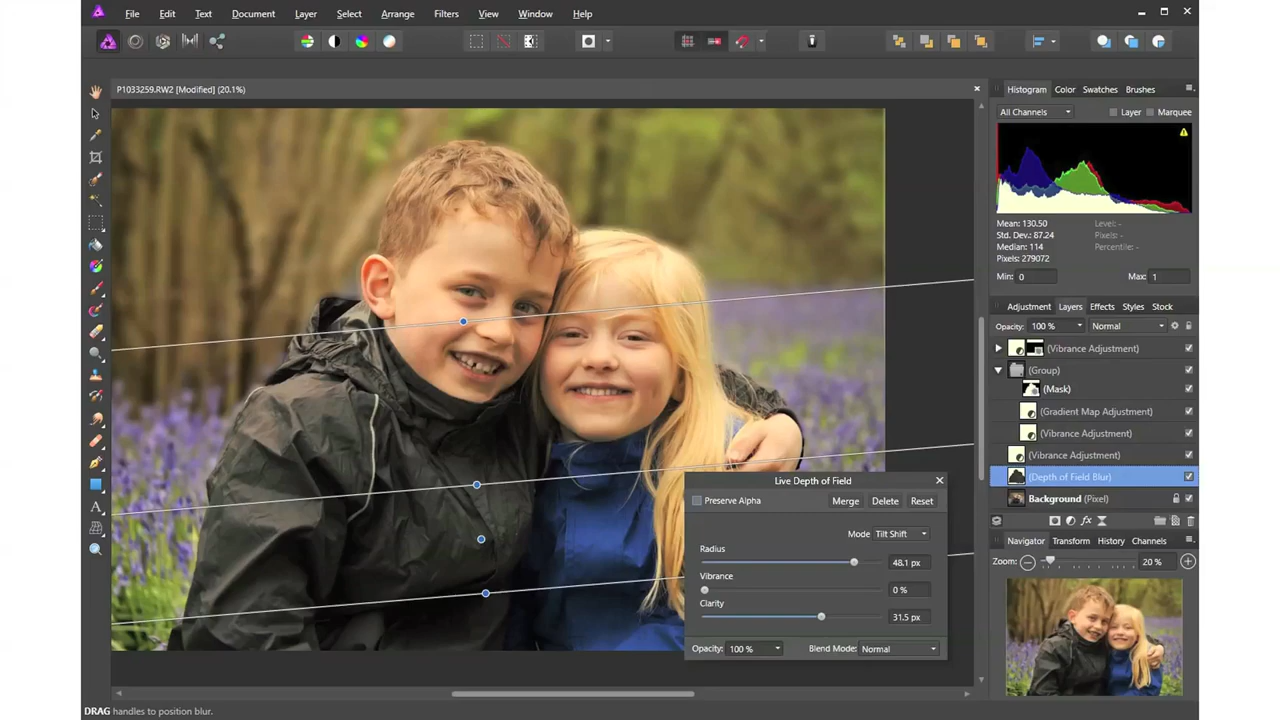 File Edit Text Document Layer Select Arrange Filters View Window Help
P1033259.RW2 [Modified] (20.1%)
Histogram Color Swatches Brushes
All Channels Layer Marquee
Mean: 130.50 Level: -
Std. Dev.: 87.24 Pixels: -
Median: 114 Percentile: -
Pixels: 279072
Min: 0 Max: 1
Adjustment Layers Effects Styles Stock
Opacity: 100 % Normal
(Vibrance Adjustment)
(Group)
(Mask)
(Gradient Map Adjustment)
(Vibrance Adjustment)
(Vibrance Adjustment)
(Depth of Field Blur)
Background (Pixel)
fx
Navigator Transform History Channels
Zoom: 20 %
Live Depth of Field
Preserve Alpha Merge Delete Reset
Mode Tilt Shift
Radius
48.1 px
Vibrance
0 %
Clarity
31.5 px
Opacity: 100 % Blend Mode: Normal
DRAG handles to position blur.